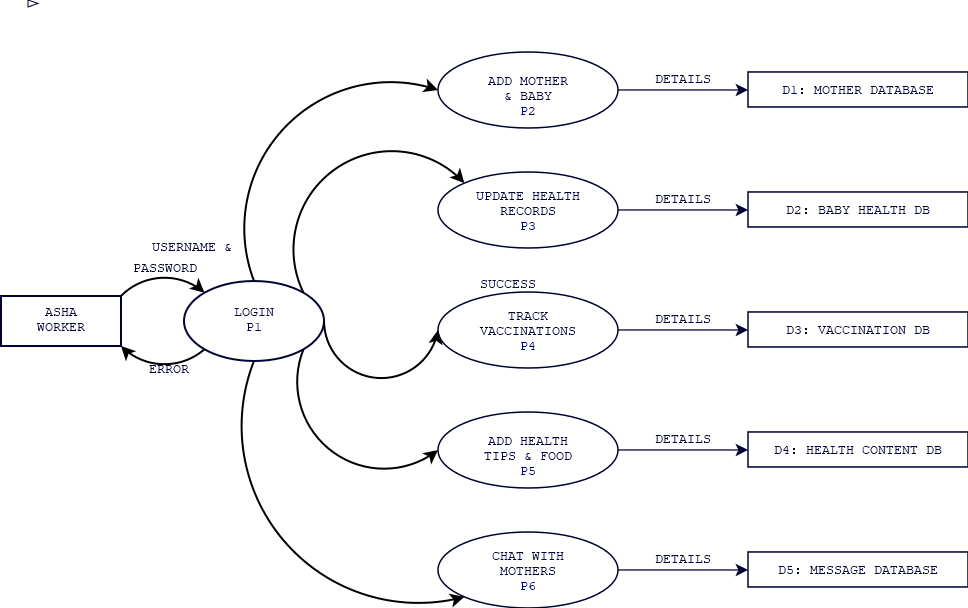 ADD MOTHER
& BABY
P2
DETAILS
D1: MOTHER DATABASE
UPDATE HEALTH
RECORDS
P3
DETAILS
D2: BABY HEALTH DB
USERNAME &
PASSWORD
ASHA
WORKER
LOGIN
P1
ERROR
SUCCESS
TRACK
VACCINATIONS
P4
DETAILS
D3: VACCINATION DB
ADD HEALTH
TIPS & FOOD
P5
DETAILS
D4: HEALTH CONTENT DB
CHAT WITH
MOTHERS
P6
DETAILS
D5: MESSAGE DATABASE